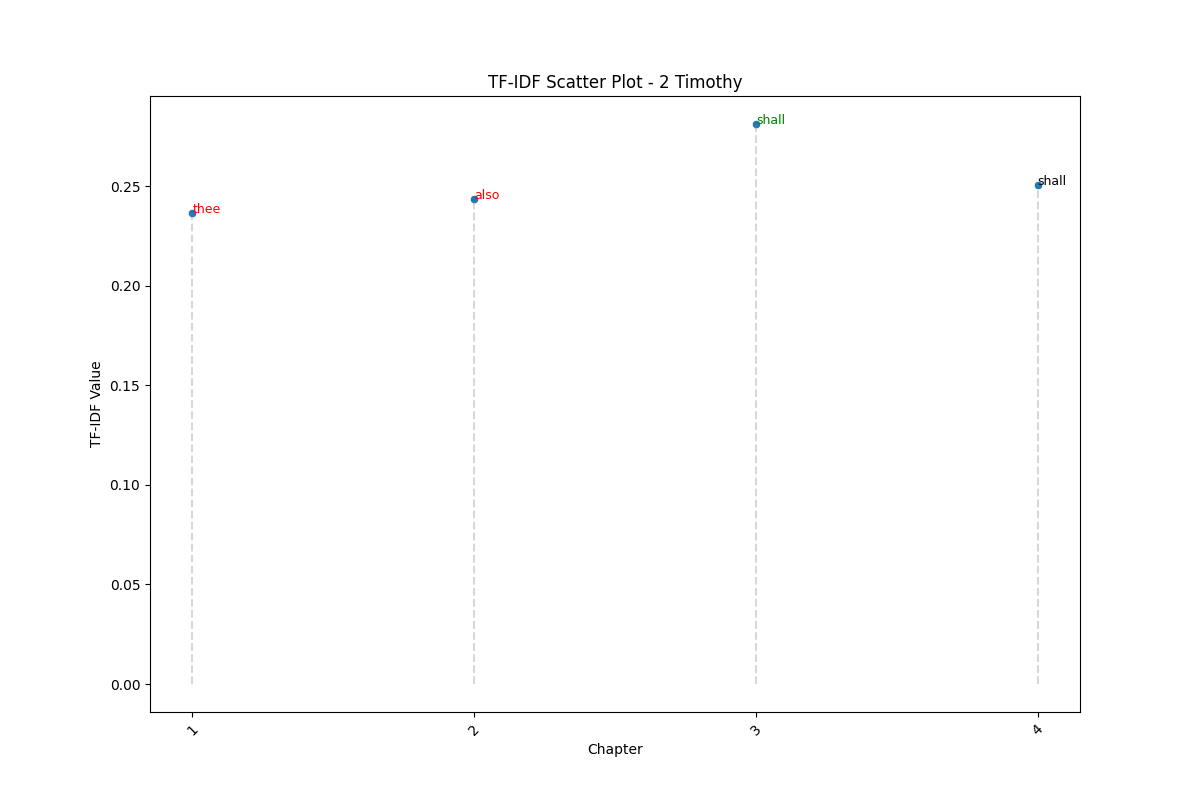 TF-IDF Scatter Plot - 2 Timothy
shall
shall
0.25
also
thee
0.20
0.15
TF-IDF Value
0.10
0.05
0.00
1
2
3
4
Chapter